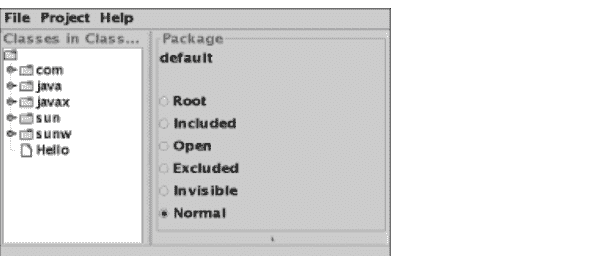 File Project Help
Classes in Class...
com
java
javax
sun
sunw
Hello
Package
default
Root
Included
Open
Excluded
Invisible
Normal